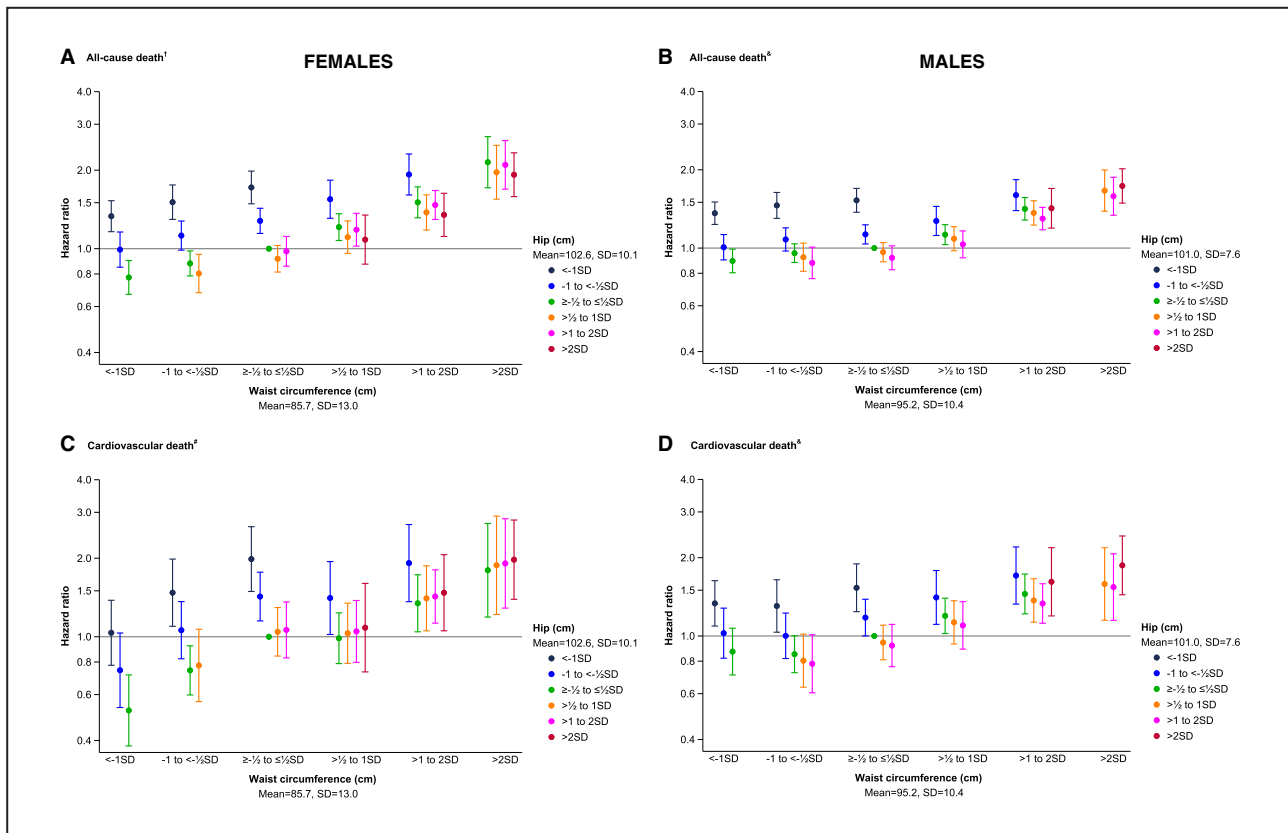 A All-cause death† FEMALES
4.0
3.0
2.0
1.5
1.0
0.8
0.6
0.4
Hazard ratio
<-1SD -1 to <-½SD ≥-½ to ≤½SD >½ to 1SD >1 to 2SD >2SD
Waist circumference (cm)
Mean=85.7, SD=13.0
Hip (cm)
Mean=102.6, SD=10.1
<-1SD
-1 to <-½SD
≥-½ to ≤½SD
>½ to 1SD
>1 to 2SD
>2SD
B All-cause death& MALES
4.0
3.0
2.0
1.5
1.0
0.8
0.6
0.4
Hazard ratio
<-1SD -1 to <-½SD ≥-½ to ≤½SD >½ to 1SD >1 to 2SD >2SD
Waist circumference (cm)
Mean=95.2, SD=10.4
Hip (cm)
Mean=101.0, SD=7.6
<-1SD
-1 to <-½SD
≥-½ to ≤½SD
>½ to 1SD
>1 to 2SD
>2SD
C Cardiovascular death#
4.0
3.0
2.0
1.5
1.0
0.8
0.6
0.4
Hazard ratio
<-1SD -1 to <-½SD ≥-½ to ≤½SD >½ to 1SD >1 to 2SD >2SD
Waist circumference (cm)
Mean=85.7, SD=13.0
Hip (cm)
Mean=102.6, SD=10.1
<-1SD
-1 to <-½SD
≥-½ to ≤½SD
>½ to 1SD
>1 to 2SD
>2SD
D Cardiovascular death&
4.0
3.0
2.0
1.5
1.0
0.8
0.6
0.4
Hazard ratio
<-1SD -1 to <-½SD ≥-½ to ≤½SD >½ to 1SD >1 to 2SD >2SD
Waist circumference (cm)
Mean=95.2, SD=10.4
Hip (cm)
Mean=101.0, SD=7.6
<-1SD
-1 to <-½SD
≥-½ to ≤½SD
>½ to 1SD
>1 to 2SD
>2SD